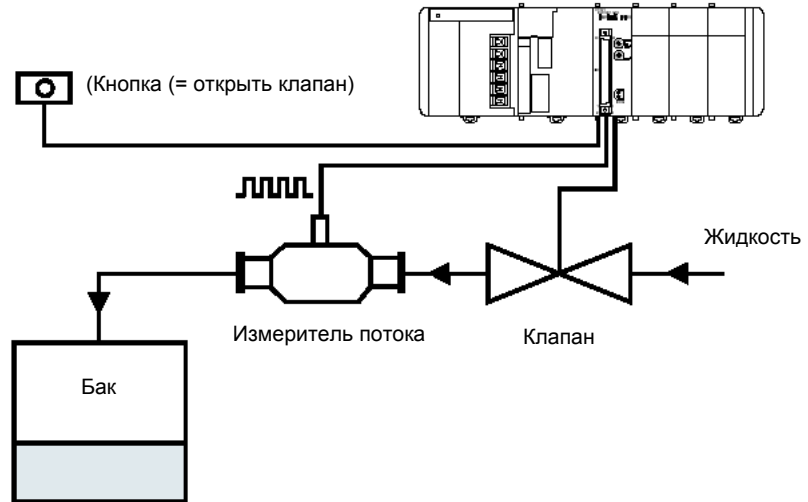 (Кнопка (= открыть клапан)
Жидкость
Измеритель потока
Клапан
Бак